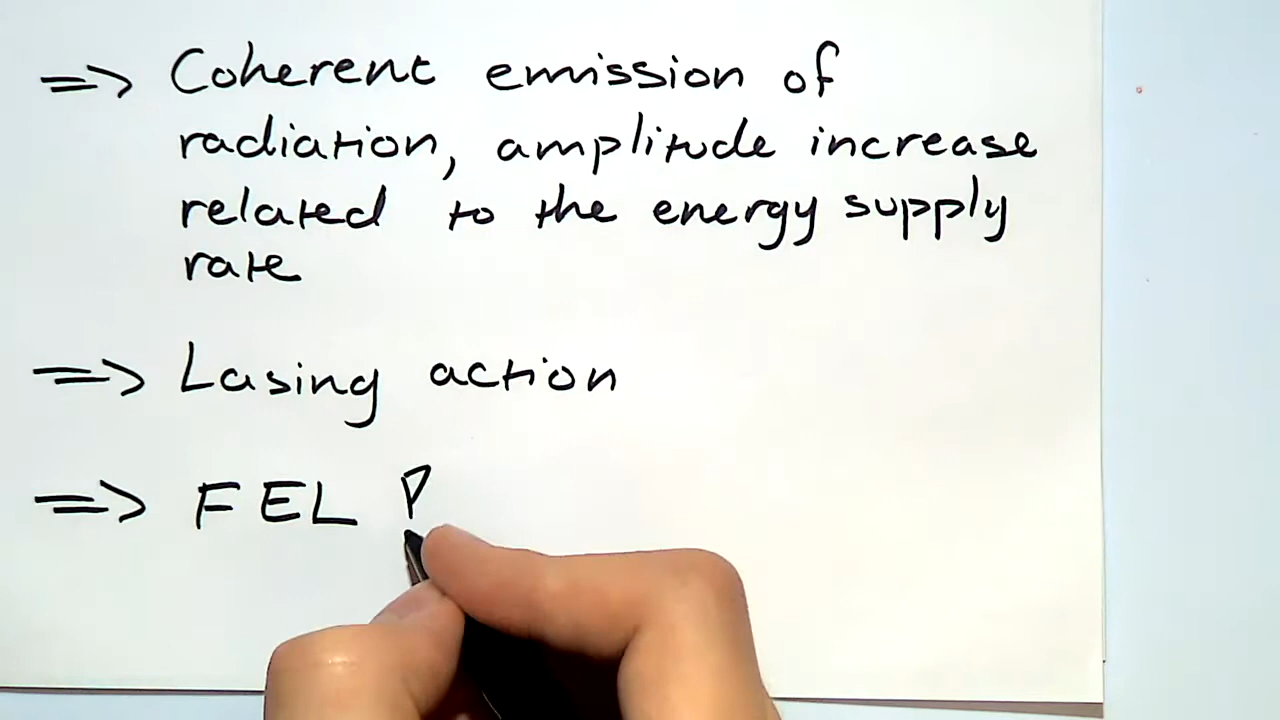 => Coherent emission of
radiation, amplitude increase
related to the energy supply
rate
=> Lasing action
=> FEL P